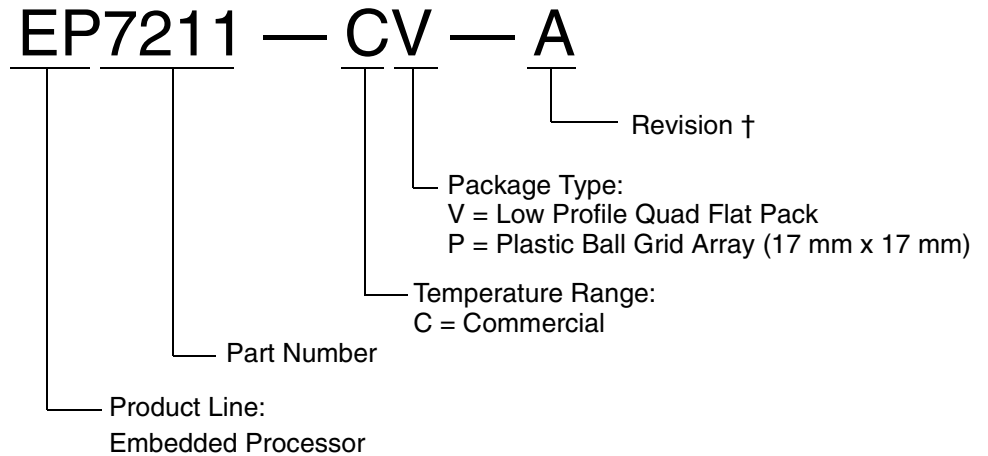 EP7211 — CV — A
Revision †
Package Type:
V = Low Profile Quad Flat Pack
P = Plastic Ball Grid Array (17 mm x 17 mm)
Temperature Range:
C = Commercial
Part Number
Product Line:
Embedded Processor